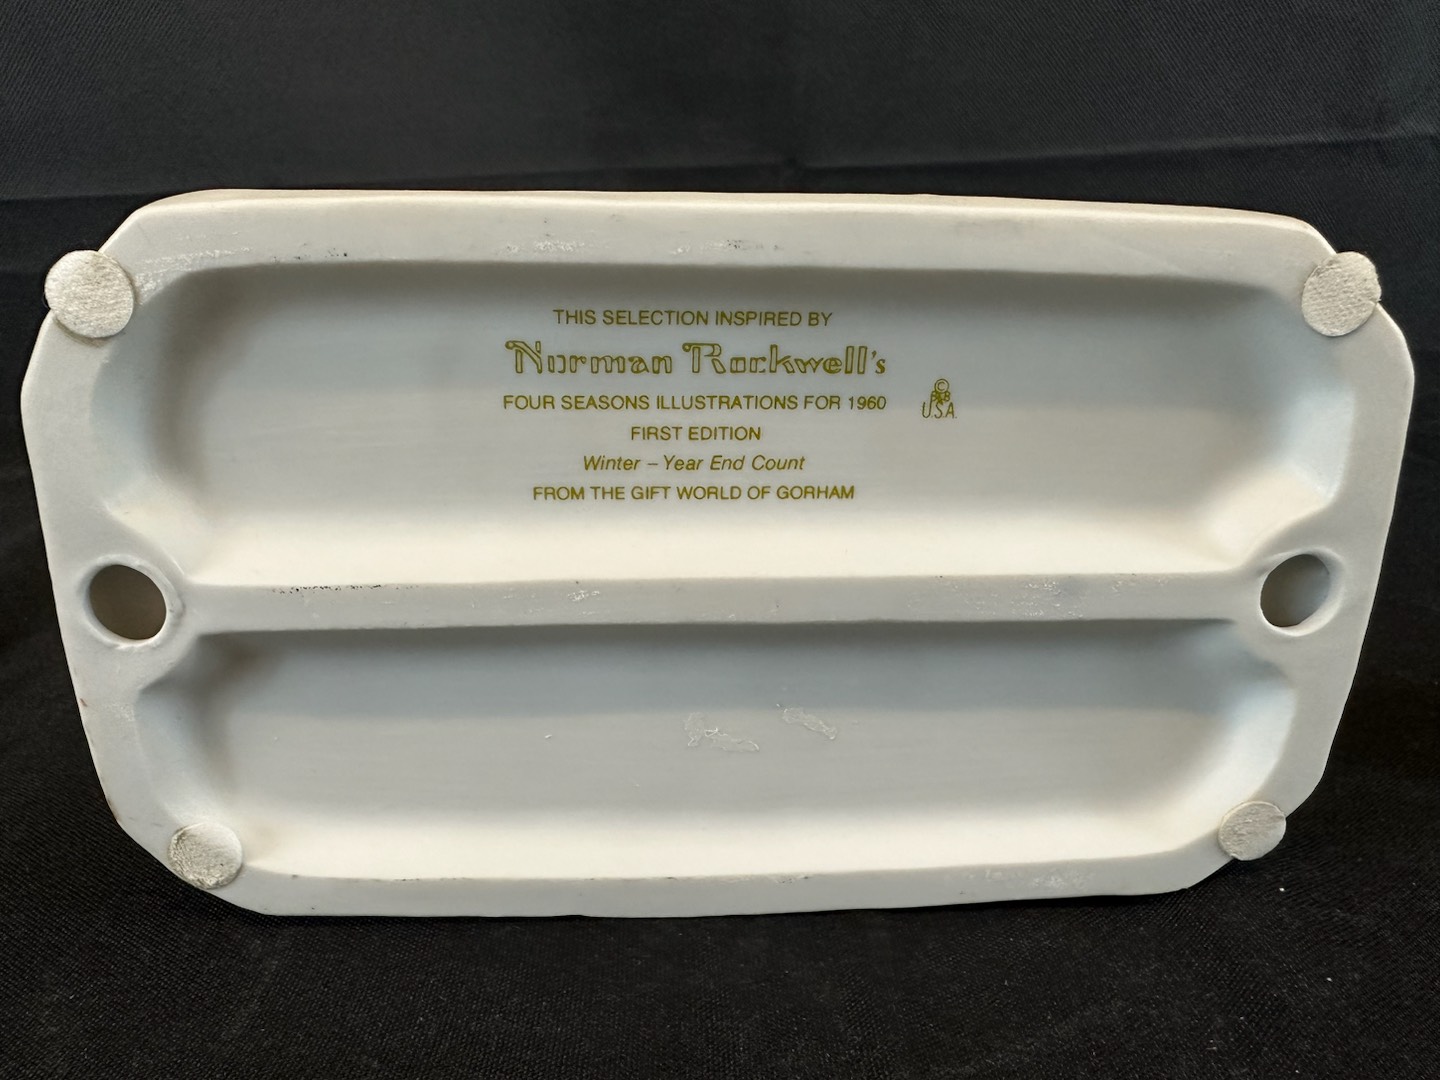 THIS SELECTION INSPIRED BY
Norman Rockwell's
FOUR SEASONS ILLUSTRATIONS FOR 1960
FIRST EDITION
Winter – Year End Count
FROM THE GIFT WORLD OF GORHAM
©
U.S.A.